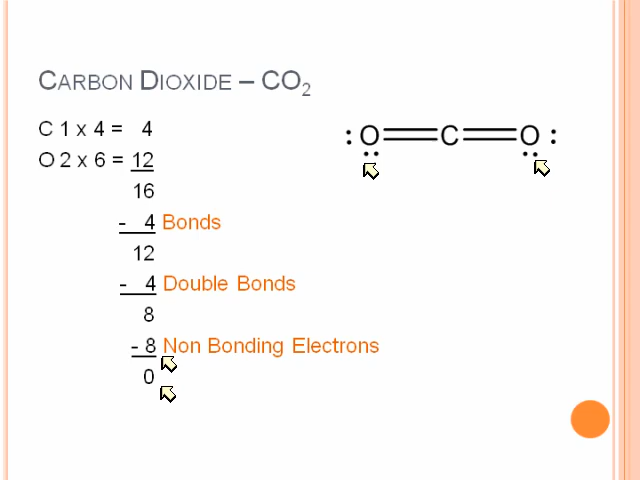 CARBON DIOXIDE – CO2
C 1 x 4 = 4
O 2 x 6 = 12
16
- 4 Bonds
12
- 4 Double Bonds
8
- 8 Non Bonding Electrons
0
:O=C=O: